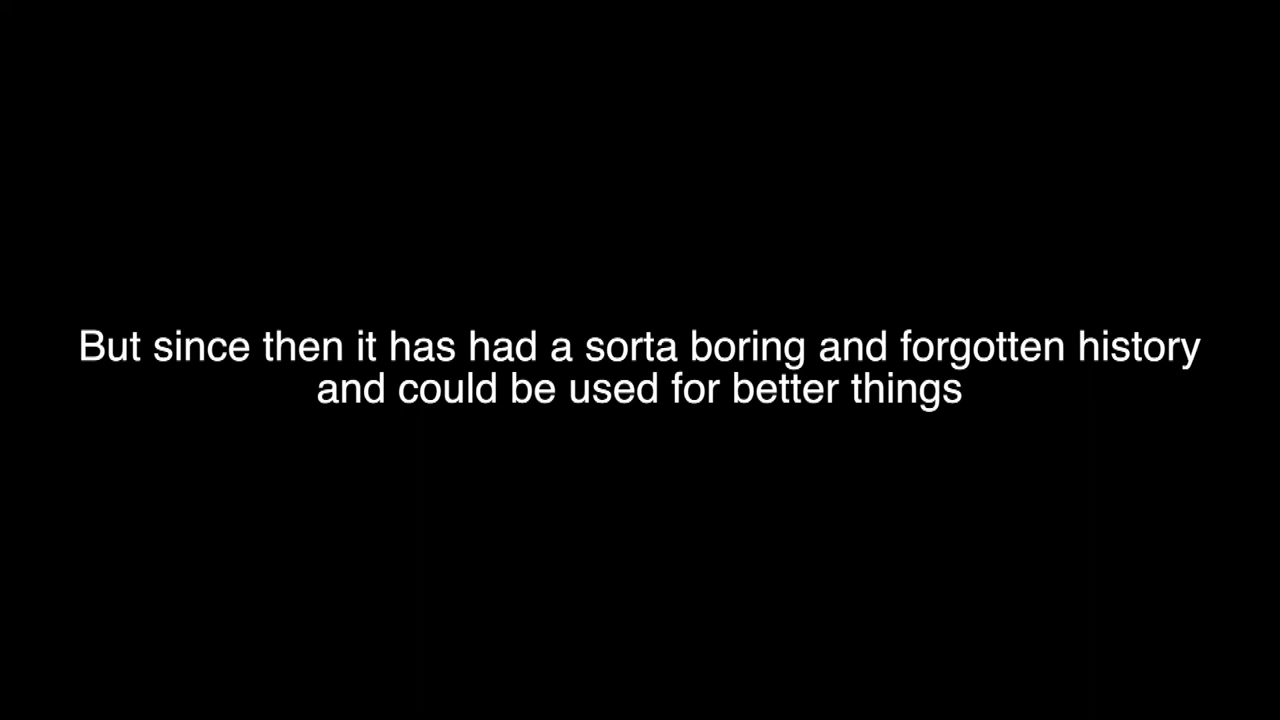 But since then it has had a sorta boring and forgotten history
and could be used for better things